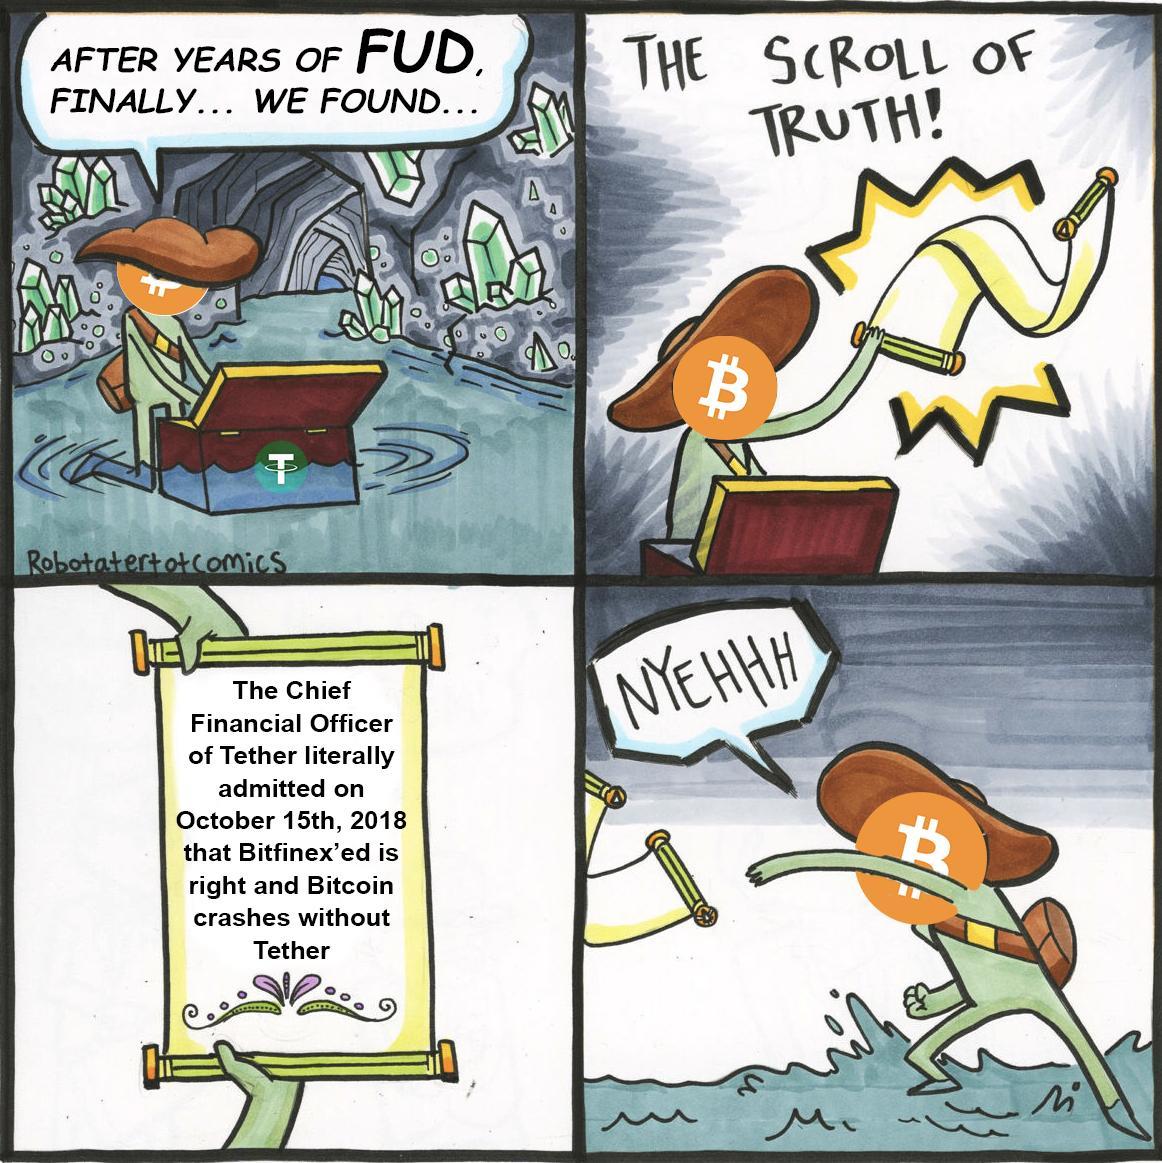 AFTER YEARS OF FUD,
FINALLY... WE FOUND...
THE SCROLL OF
TRUTH!
Robotatertotcomics
The Chief
Financial Officer
of Tether literally
admitted on
October 15th, 2018
that Bitfinex’ed is
right and Bitcoin
crashes without
Tether
NYEHHH